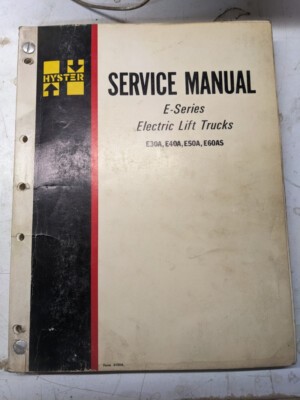 HYSTER
SERVICE MANUAL
E-Series
Electric Lift Trucks
E30A, E40A, E50A, E60AS